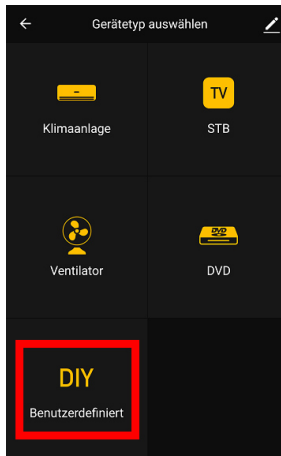 Gerätetyp auswählen
TV
Klimaanlage
STB
DVD
Ventilator
DVD
DIY
Benutzerdefiniert